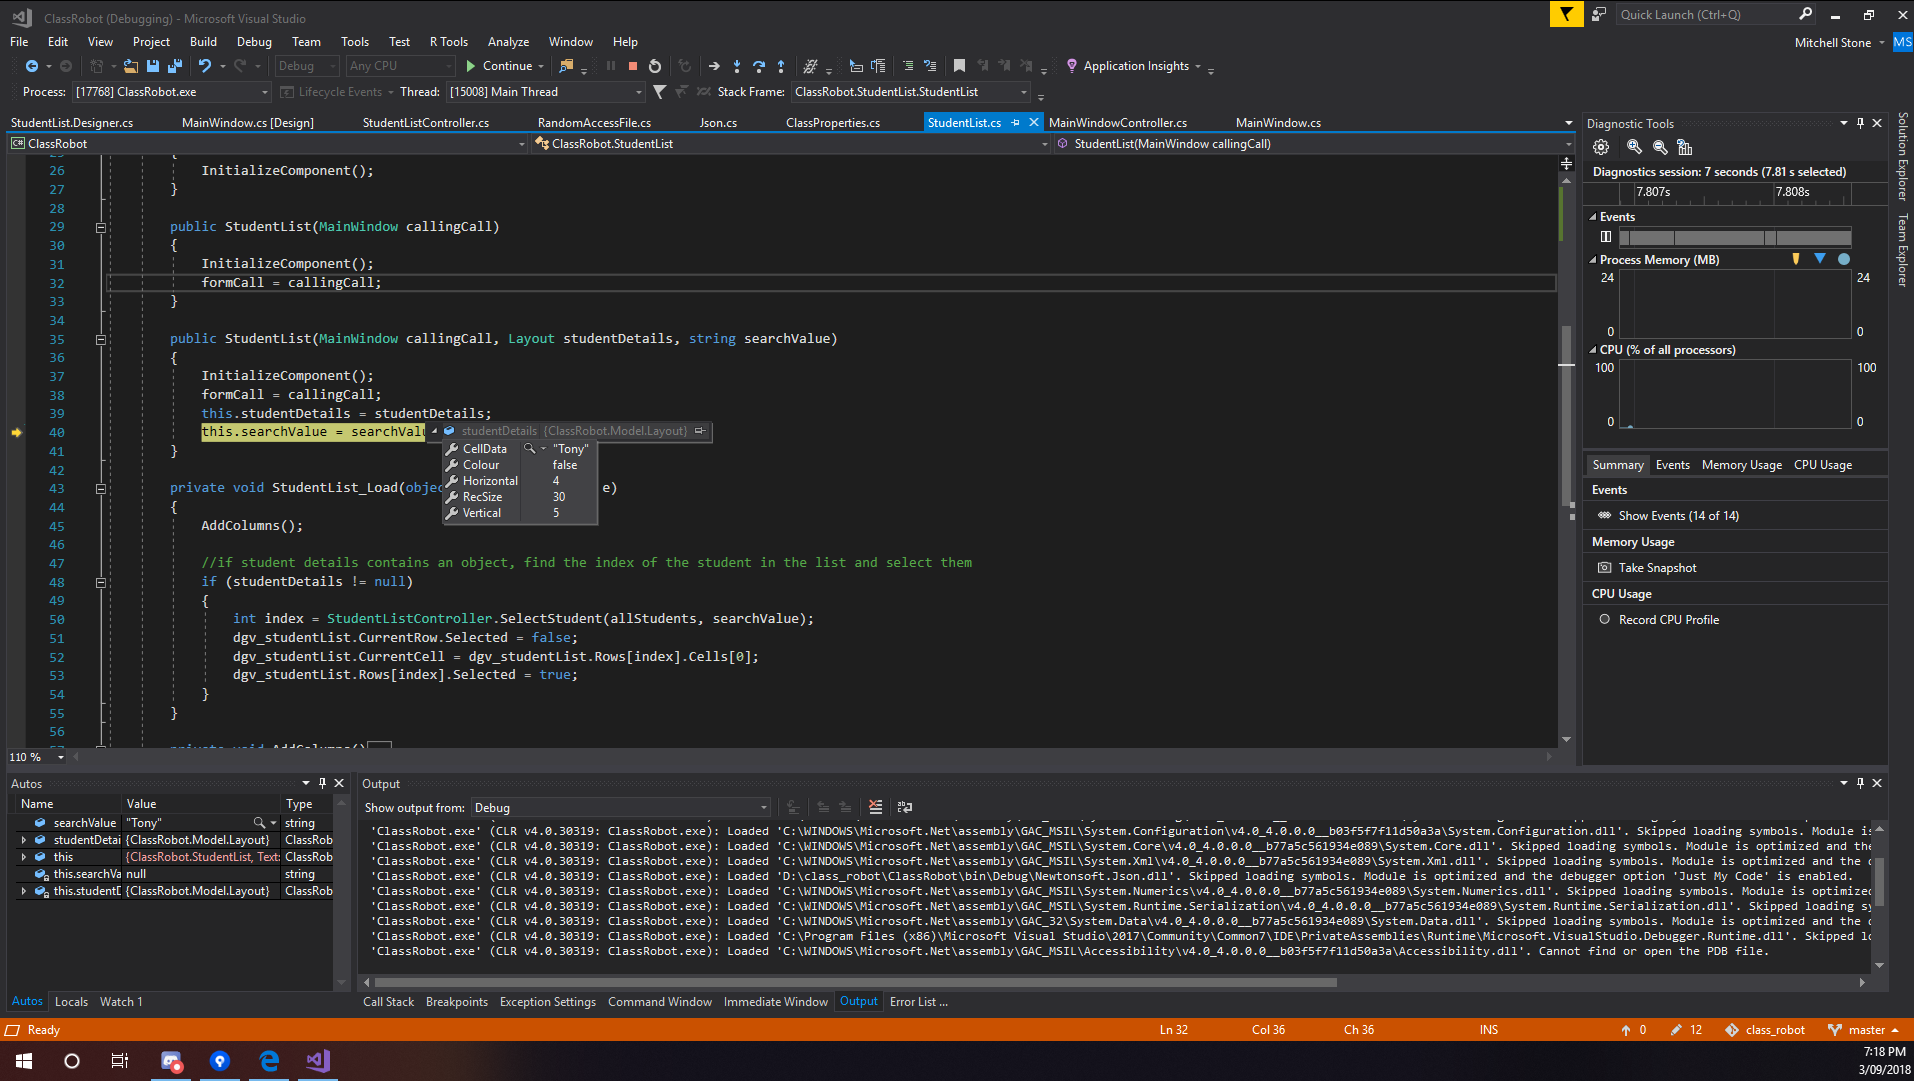 ClassRobot (Debugging) - Microsoft Visual Studio
Quick Launch (Ctrl+Q)
File Edit View Project Build Debug Team Tools Test R Tools Analyze Window Help
Mitchell Stone MS
Debug Any CPU Continue Application Insights
Process: [17768] ClassRobot.exe Lifecycle Events Thread: [15008] Main Thread Stack Frame: ClassRobot.StudentList.StudentList
StudentList.Designer.cs MainWindow.cs [Design] StudentListController.cs RandomAccessFile.cs Json.cs ClassProperties.cs StudentList.cs MainWindowController.cs MainWindow.cs
C# ClassRobot ClassRobot.StudentList StudentList(MainWindow callingCall)
25 {
26 InitializeComponent();
27 }
28
29 public StudentList(MainWindow callingCall)
30 {
31 InitializeComponent();
32 formCall = callingCall;
33 }
34
35 public StudentList(MainWindow callingCall, Layout studentDetails, string searchValue)
36 {
37 InitializeComponent();
38 formCall = callingCall;
39 this.studentDetails = studentDetails;
40 this.searchValue = searchValu
studentDetails {ClassRobot.Model.Layout}
CellData "Tony"
Colour false
Horizontal 4
RecSize 30
Vertical 5
41 }
42
43 private void StudentList_Load(objec e)
44 {
45 AddColumns();
46
47 //if student details contains an object, find the index of the student in the list and select them
48 if (studentDetails != null)
49 {
50 int index = StudentListController.SelectStudent(allStudents, searchValue);
51 dgv_studentList.CurrentRow.Selected = false;
52 dgv_studentList.CurrentCell = dgv_studentList.Rows[index].Cells[0];
53 dgv_studentList.Rows[index].Selected = true;
54 }
55 }
56
57 private void AddColumns()
110 %
Diagnostic Tools
Diagnostics session: 7 seconds (7.81 s selected)
7.807s 7.808s
Events
Process Memory (MB)
24 24
0 0
CPU (% of all processors)
100 100
0 0
Summary Events Memory Usage CPU Usage
Events
Show Events (14 of 14)
Memory Usage
Take Snapshot
CPU Usage
Record CPU Profile
Solution Explorer
Team Explorer
Autos
Name Value Type
searchValue "Tony" string
studentDetai {ClassRobot.Model.Layout} ClassRob
this {ClassRobot.StudentList, Text: ClassRob
this.searchVa null string
this.studentD {ClassRobot.Model.Layout} ClassRob
Autos Locals Watch 1
Output
Show output from: Debug
'ClassRobot.exe' (CLR v4.0.30319: ClassRobot.exe): Loaded 'C:\WINDOWS\Microsoft.Net\assembly\GAC_MSIL\System.Configuration\v4.0_4.0.0.0__b03f5f7f11d50a3a\System.Configuration.dll'. Skipped loading symbols. Module is
'ClassRobot.exe' (CLR v4.0.30319: ClassRobot.exe): Loaded 'C:\WINDOWS\Microsoft.Net\assembly\GAC_MSIL\System.Core\v4.0_4.0.0.0__b77a5c561934e089\System.Core.dll'. Skipped loading symbols. Module is optimized and the
'ClassRobot.exe' (CLR v4.0.30319: ClassRobot.exe): Loaded 'C:\WINDOWS\Microsoft.Net\assembly\GAC_MSIL\System.Xml\v4.0_4.0.0.0__b77a5c561934e089\System.Xml.dll'. Skipped loading symbols. Module is optimized and the d
'ClassRobot.exe' (CLR v4.0.30319: ClassRobot.exe): Loaded 'D:\class_robot\ClassRobot\bin\Debug\Newtonsoft.Json.dll'. Skipped loading symbols. Module is optimized and the debugger option 'Just My Code' is enabled.
'ClassRobot.exe' (CLR v4.0.30319: ClassRobot.exe): Loaded 'C:\WINDOWS\Microsoft.Net\assembly\GAC_MSIL\System.Numerics\v4.0_4.0.0.0__b77a5c561934e089\System.Numerics.dll'. Skipped loading symbols. Module is optimized
'ClassRobot.exe' (CLR v4.0.30319: ClassRobot.exe): Loaded 'C:\WINDOWS\Microsoft.Net\assembly\GAC_MSIL\System.Runtime.Serialization\v4.0_4.0.0.0__b77a5c561934e089\System.Runtime.Serialization.dll'. Skipped loading sy
'ClassRobot.exe' (CLR v4.0.30319: ClassRobot.exe): Loaded 'C:\WINDOWS\Microsoft.Net\assembly\GAC_32\System.Data\v4.0_4.0.0.0__b77a5c561934e089\System.Data.dll'. Skipped loading symbols. Module is optimized and the d
'ClassRobot.exe' (CLR v4.0.30319: ClassRobot.exe): Loaded 'C:\Program Files (x86)\Microsoft Visual Studio\2017\Community\Common7\IDE\PrivateAssemblies\Runtime\Microsoft.VisualStudio.Debugger.Runtime.dll'. Skipped lo
'ClassRobot.exe' (CLR v4.0.30319: ClassRobot.exe): Loaded 'C:\WINDOWS\Microsoft.Net\assembly\GAC_MSIL\Accessibility\v4.0_4.0.0.0__b03f5f7f11d50a3a\Accessibility.dll'. Cannot find or open the PDB file.
Call Stack Breakpoints Exception Settings Command Window Immediate Window Output Error List ...
Ready Ln 32 Col 36 Ch 36 INS 0 12 class_robot master
7:18 PM
3/09/2018